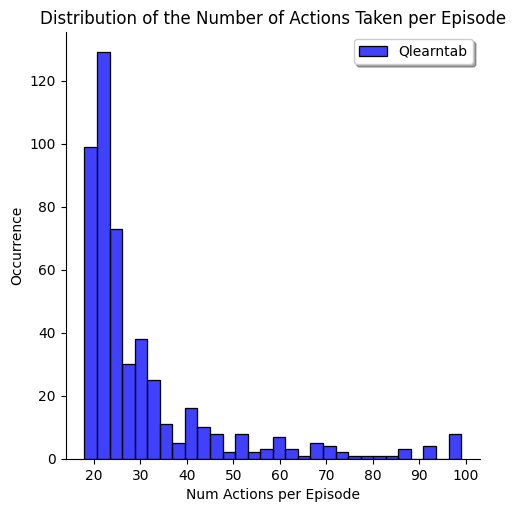 Distribution of the Number of Actions Taken per Episode
Qlearntab
120
100
80
60
40
20
0
Occurrence
20 30 40 50 60 70 80 90 100
Num Actions per Episode